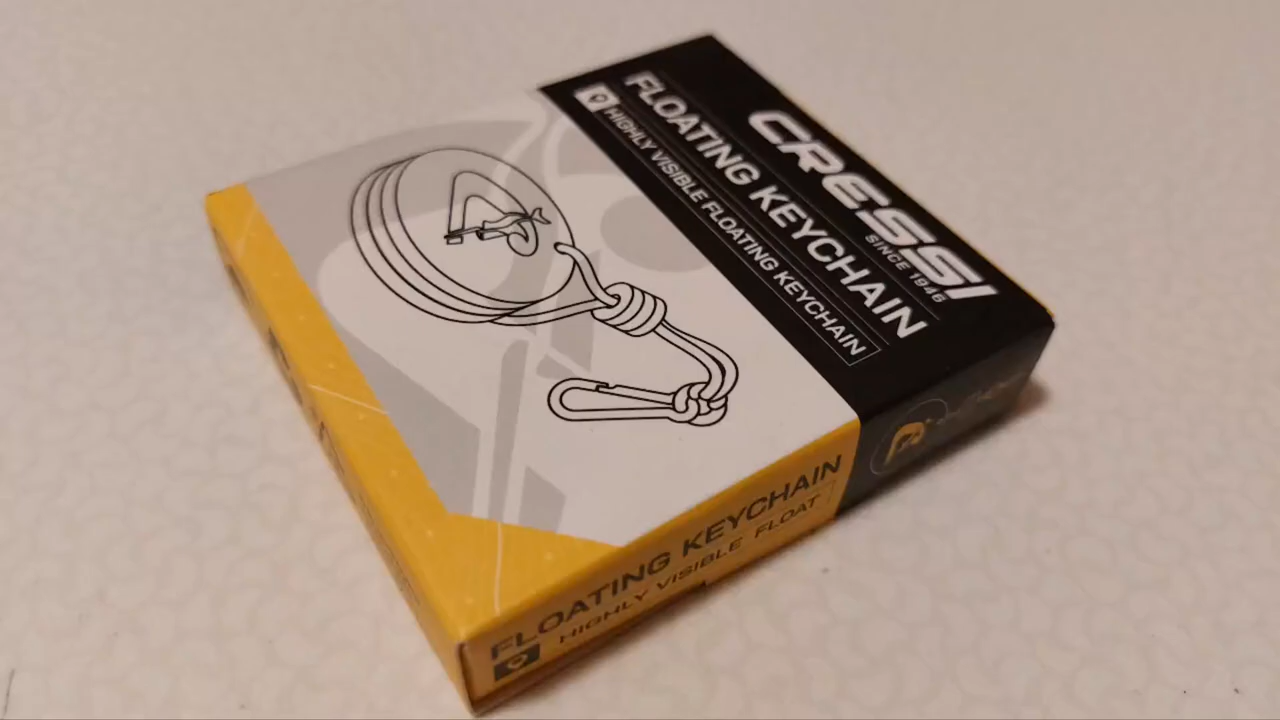 CRESSI
SINCE 1946
FLOATING KEYCHAIN
HIGHLY VISIBLE FLOATING KEYCHAIN
FLOATING KEYCHAIN
HIGHLY VISIBLE FLOAT